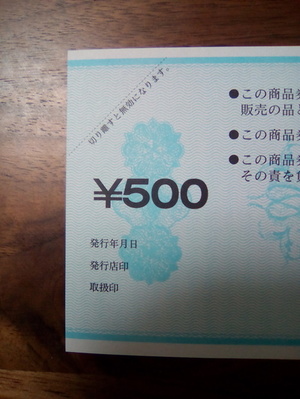 切り離すと無効になります。
●この商品券
販売の品と
●この商品
●この商品券
その責を負
¥500
発行年月日
発行店印
取扱印